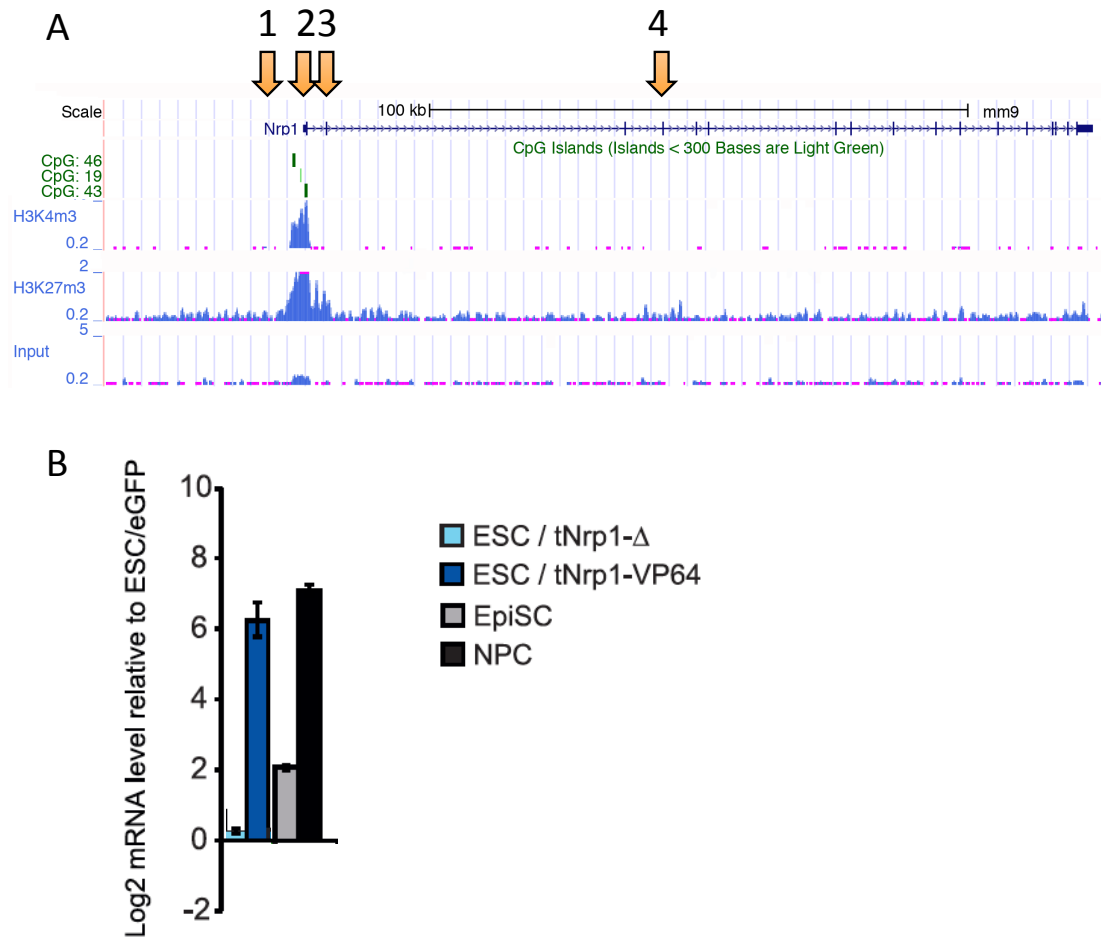 A
1 2 3 4
Scale 100 kb mm9
Nrp1
CpG Islands (Islands < 300 Bases are Light Green)
CpG: 46
CpG: 19
CpG: 43
H3K4m3
0.2
2
H3K27m3
0.2
5
Input
0.2
B
Log2 mRNA level relative to ESC/eGFP
10
8
6
4
2
0
-2
ESC / tNrp1-Δ
ESC / tNrp1-VP64
EpiSC
NPC